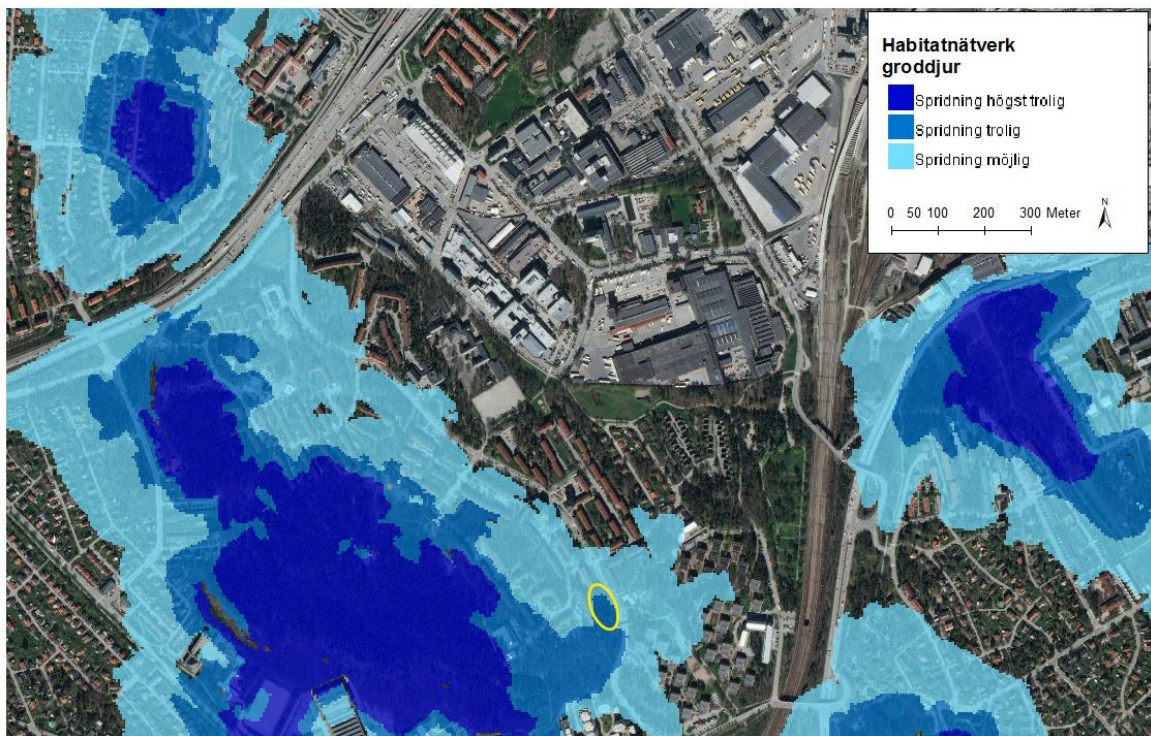 Habitatnätverk
groddjur
Spridning högst trolig
Spridning trolig
Spridning möjlig
0 50 100 200 300 Meter
N